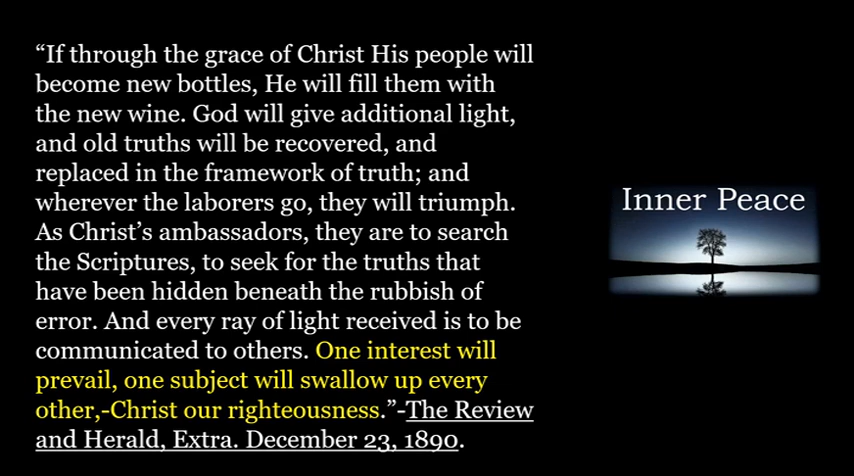 “If through the grace of Christ His people will
become new bottles, He will fill them with
the new wine. God will give additional light,
and old truths will be recovered, and
replaced in the framework of truth; and
wherever the laborers go, they will triumph.
As Christ’s ambassadors, they are to search
the Scriptures, to seek for the truths that
have been hidden beneath the rubbish of
error. And every ray of light received is to be
communicated to others. One interest will
prevail, one subject will swallow up every
other,-Christ our righteousness.”-The Review
and Herald, Extra. December 23, 1890.
Inner Peace